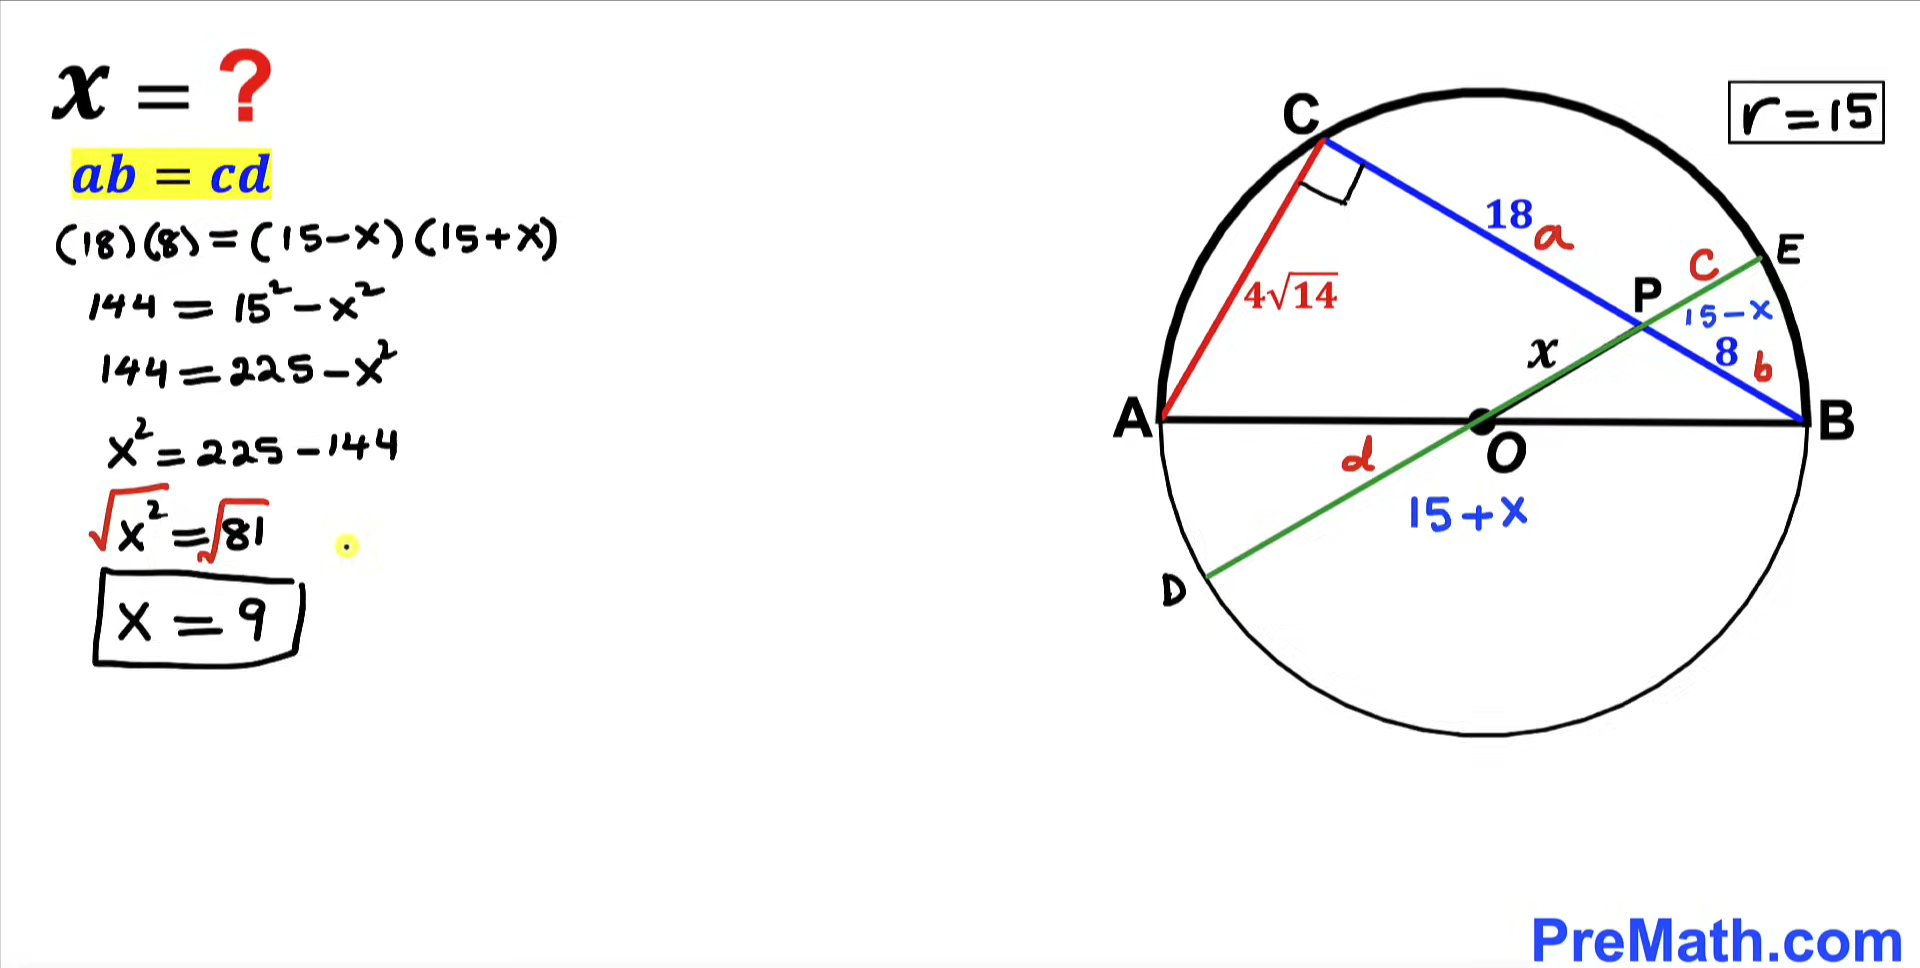 x = ?
ab = cd
(18)(8) = (15-x)(15+x)
144 = 15² - x²
144 = 225 - x²
x² = 225 - 144
√x² = √81
x = 9
r = 15
C
18
a
E
c
4√14
P
15-x
x
8
b
A
B
d
O
15+x
D
PreMath.com